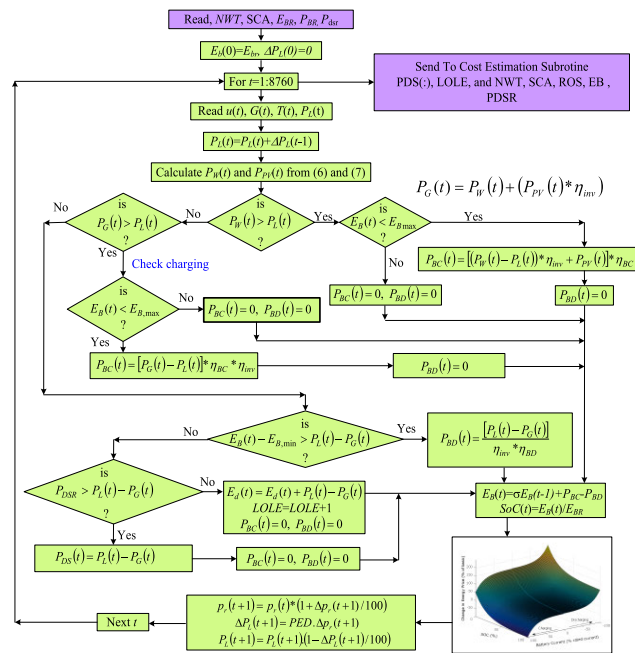 Read, NWT, SCA, E_BR, P_BR, P_dsr
E_b(0)=E_br, ΔP_L(0)=0
For t=1:8760
Send To Cost Estimation Subrotine
PDS(:), LOLE, and NWT, SCA, ROS, EB ,
PDSR
Read u(t), G(t), T(t), P_L(t)
P_L(t)=P_L(t)+ΔP_L(t-1)
Calculate P_W(t) and P_PV(t) from (6) and (7)
P_G(t) = P_W(t)+(P_PV(t)*η_inv)
is
P_G(t)>P_L(t)
?
No
Yes
No
is
P_W(t)>P_L(t)
?
Yes
is
E_B(t)<E_Bmax
?
Yes
No
P_BC(t)=[(P_W(t)-P_L(t))*η_inv+P_PV(t)]*η_BC
P_BD(t)=0
P_BC(t)=0, P_BD(t)=0
Check charging
is
E_B(t)<E_B,max
?
No
P_BC(t)=0, P_BD(t)=0
Yes
P_BC(t)=[P_G(t)-P_L(t)]*η_BC*η_inv
P_BD(t)=0
is
E_B(t)-E_B,min>P_L(t)-P_G(t)
?
No
Yes
P_BD(t)=[P_L(t)-P_G(t)]
η_inv*η_BD
is
P_DSR>P_L(t)-P_G(t)
?
No
E_d(t)=E_d(t)+P_L(t)-P_G(t)
LOLE=LOLE+1
P_BC(t)=0, P_BD(t)=0
E_B(t)=σE_B(t-1)+P_BC-P_BD
SoC(t)=E_B(t)/E_BR
Yes
P_DS(t)=P_L(t)-P_G(t)
P_BC(t)=0, P_BD(t)=0
Next t
p_r(t+1)=p_r(t)*(1+Δp_r(t+1)/100)
ΔP_L(t+1)=PED.Δp_r(t+1)
P_L(t+1)=P_L(t+1).(1-ΔP_L(t+1)/100)